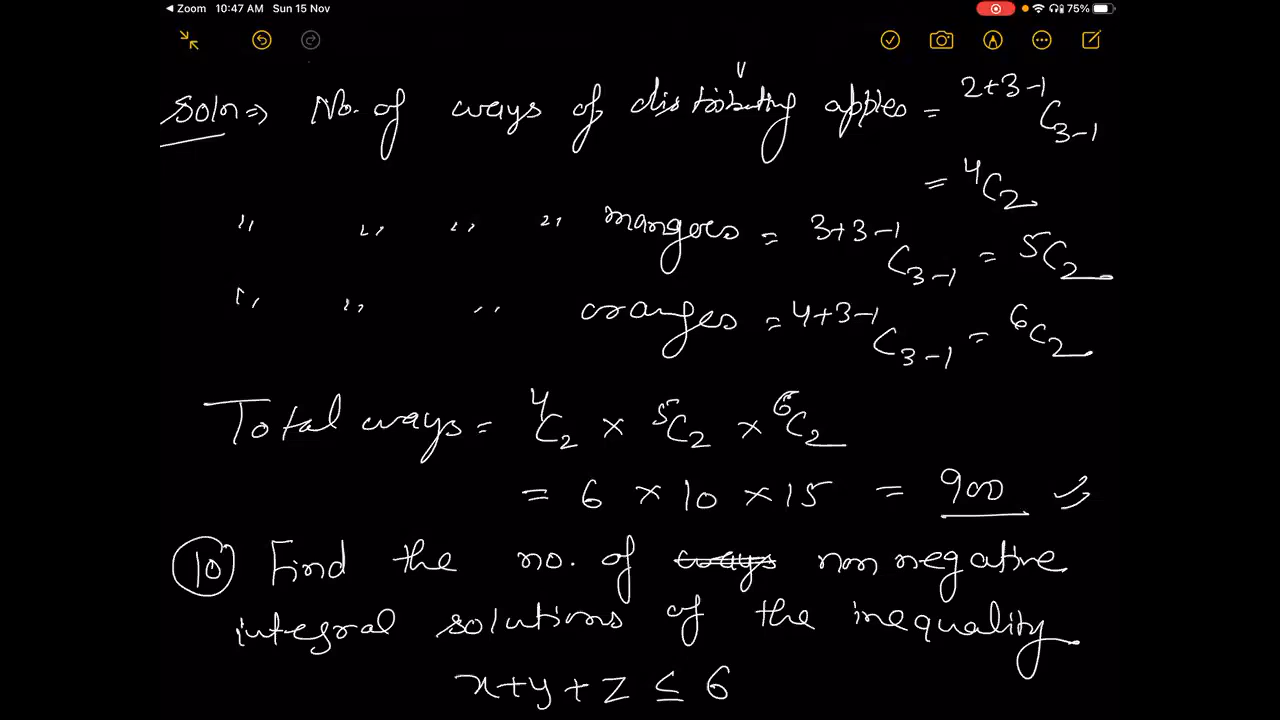 Zoom 10:47 AM Sun 15 Nov 75%
Soln ⇒ No. of ways of distributing apples = ²⁺³⁻¹C₃₋₁
= ⁴C₂
" " " " mangoes = ³⁺³⁻¹C₃₋₁ = ⁵C₂
" " " oranges = ⁴⁺³⁻¹C₃₋₁ = ⁶C₂
Total ways = ⁴C₂ × ⁵C₂ × ⁶C₂
= 6 × 10 × 15 = 900
10 Find the no. of ways non negative
integral solutions of the inequality
x+y+z ≤ 6